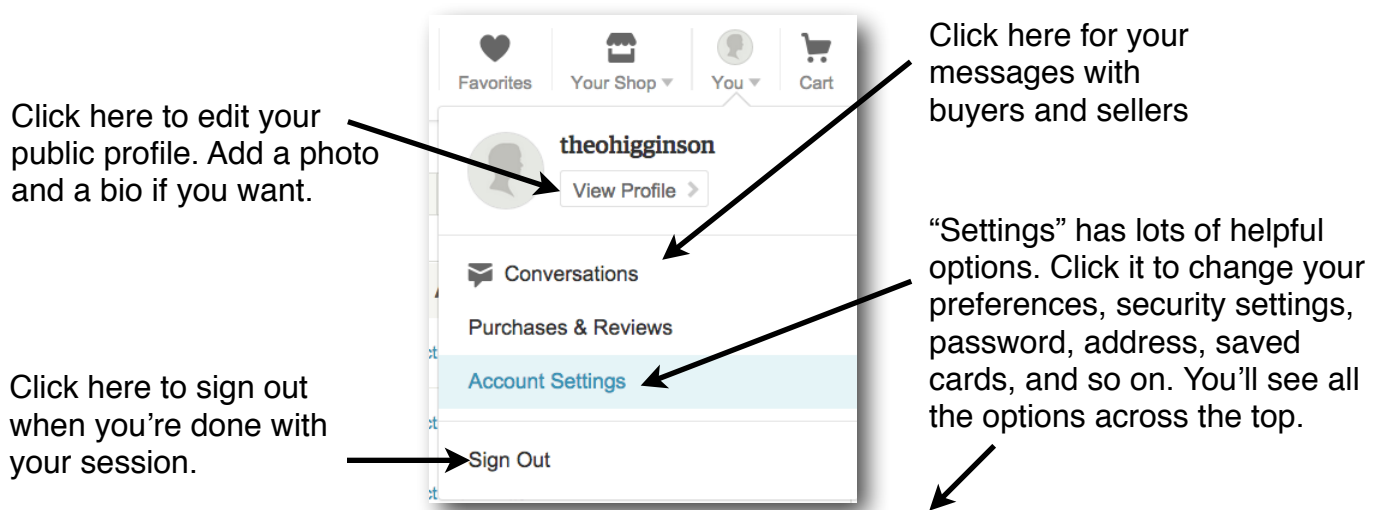 Favorites
Your Shop
You
Cart
theohigginson
View Profile
Conversations
Purchases & Reviews
Account Settings
Sign Out
Click here to edit your
public profile. Add a photo
and a bio if you want.
Click here to sign out
when you're done with
your session.
Click here for your
messages with
buyers and sellers
“Settings” has lots of helpful
options. Click it to change your
preferences, security settings,
password, address, saved
cards, and so on. You’ll see all
the options across the top.